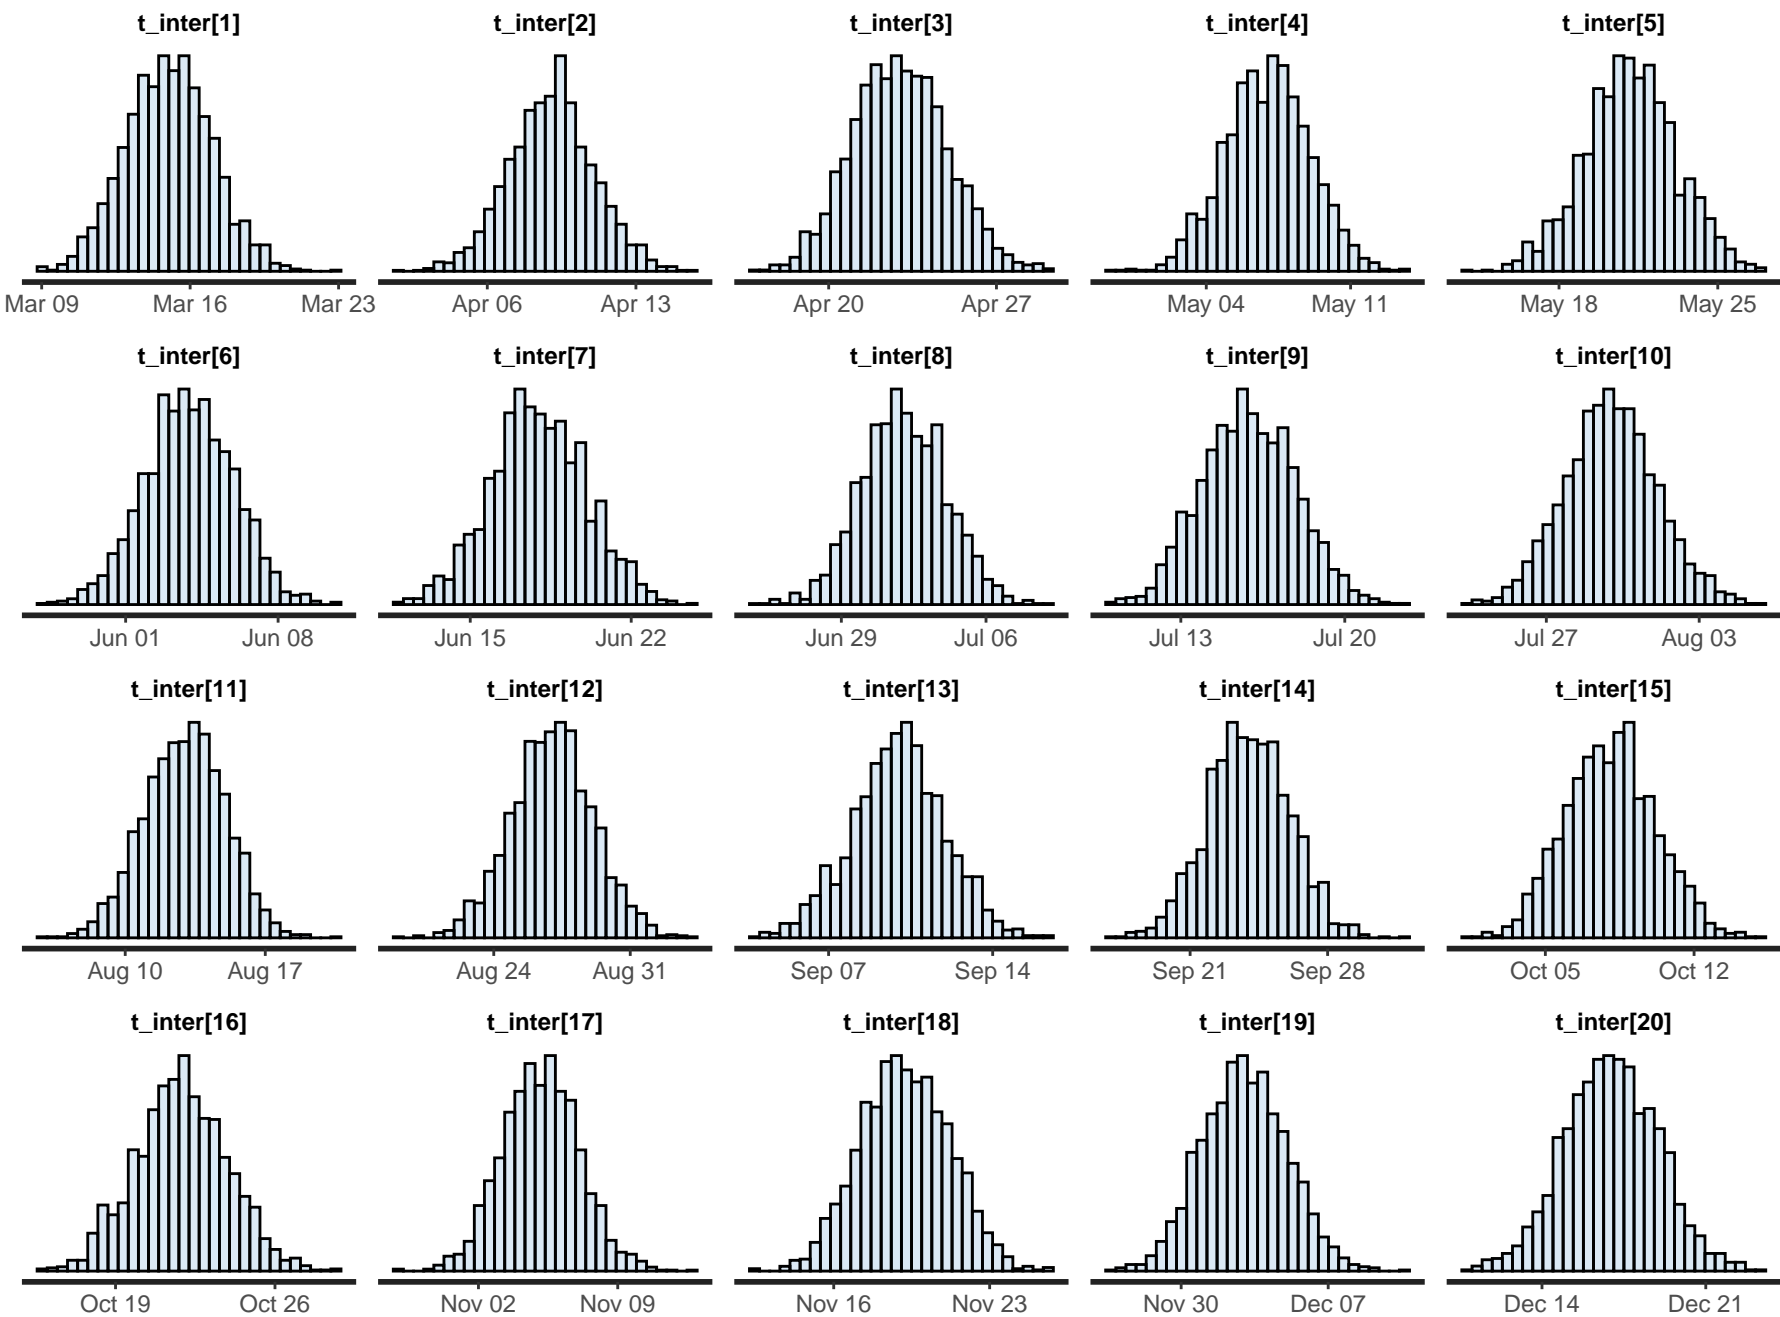 t_inter[1] t_inter[2] t_inter[3] t_inter[4] t_inter[5]
Mar 09 Mar 16 Mar 23 Apr 06 Apr 13 Apr 20 Apr 27 May 04 May 11 May 18 May 25
t_inter[6] t_inter[7] t_inter[8] t_inter[9] t_inter[10]
Jun 01 Jun 08 Jun 15 Jun 22 Jun 29 Jul 06 Jul 13 Jul 20 Jul 27 Aug 03
t_inter[11] t_inter[12] t_inter[13] t_inter[14] t_inter[15]
Aug 10 Aug 17 Aug 24 Aug 31 Sep 07 Sep 14 Sep 21 Sep 28 Oct 05 Oct 12
t_inter[16] t_inter[17] t_inter[18] t_inter[19] t_inter[20]
Oct 19 Oct 26 Nov 02 Nov 09 Nov 16 Nov 23 Nov 30 Dec 07 Dec 14 Dec 21